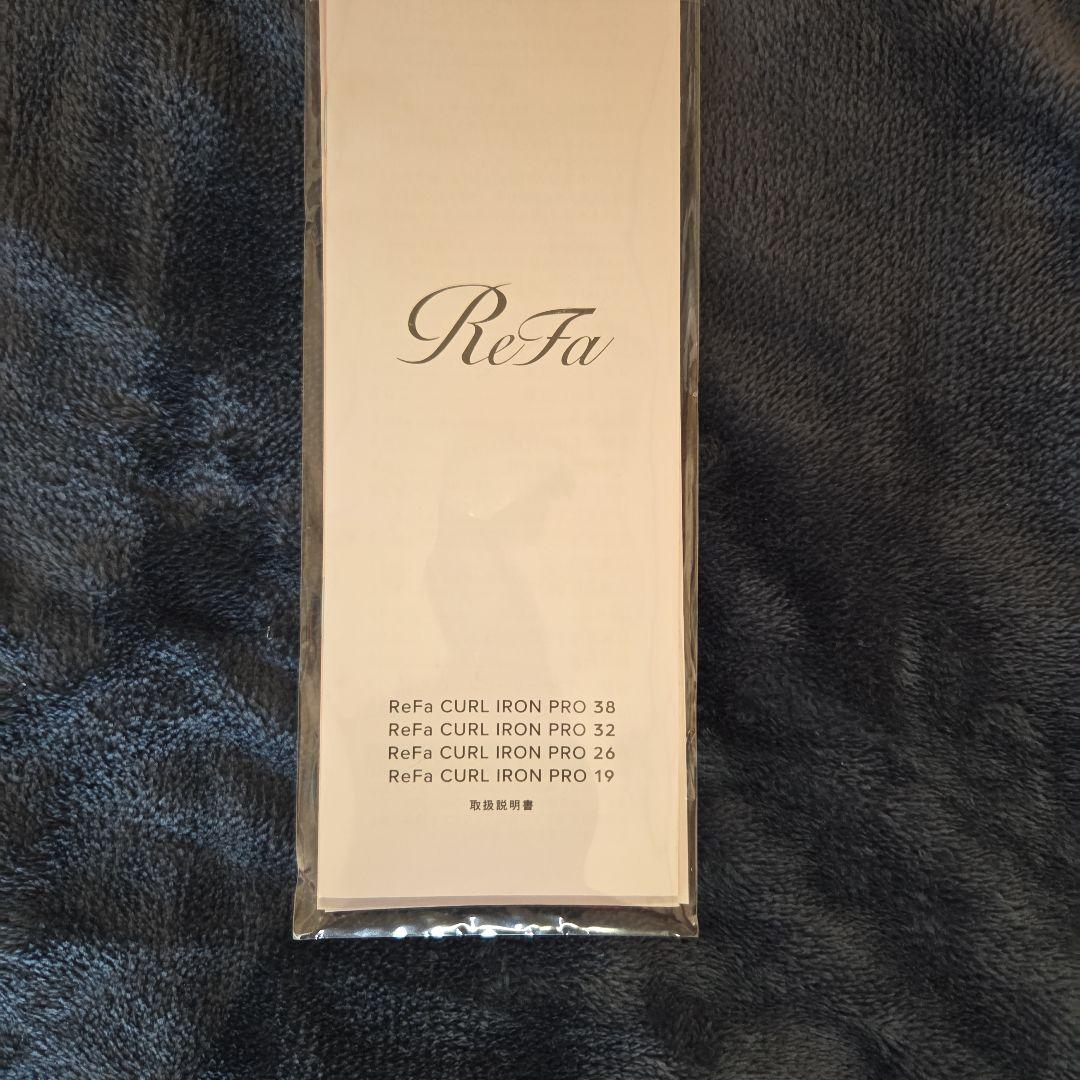 ReFa
ReFa CURL IRON PRO 38
ReFa CURL IRON PRO 32
ReFa CURL IRON PRO 26
ReFa CURL IRON PRO 19
取扱説明書